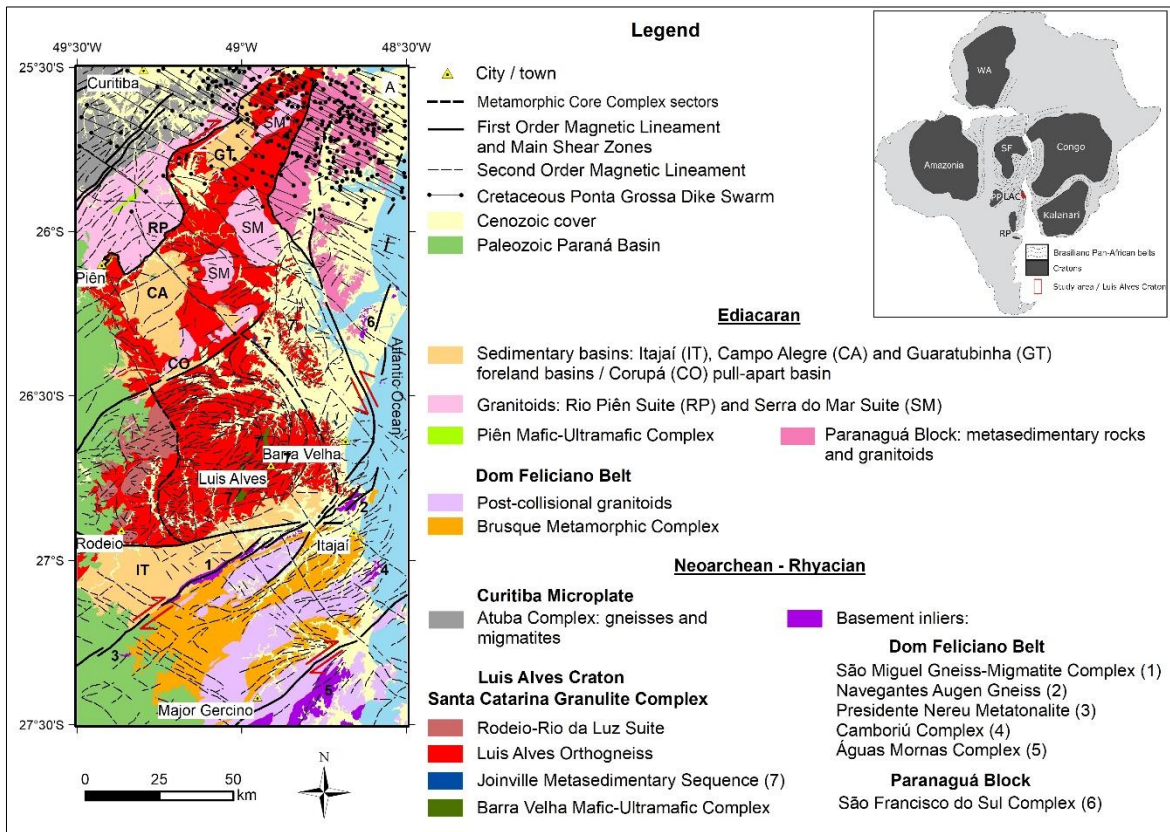 49°30'W
49°0'W
48°30'W
25°30'S
26°0'S
26°30'S
27°0'S
27°30'S
A
Curitiba
SM
GT
RP
SM
Piên
SM
CA
7
6
7
CO
Atlantic Ocean
Barra Velha
7
Luis Alves
7
1
2
Rodeio
Itajaí
IT
1
4
3
5
Major Gercino
0 25 50
km
N
Legend
City / town
Metamorphic Core Complex sectors
First Order Magnetic Lineament
and Main Shear Zones
Second Order Magnetic Lineament
Cretaceous Ponta Grossa Dike Swarm
Cenozoic cover
Paleozoic Paraná Basin
Ediacaran
Sedimentary basins: Itajaí (IT), Campo Alegre (CA) and Guaratubinha (GT)
foreland basins / Corupá (CO) pull-apart basin
Granitoids: Rio Piên Suite (RP) and Serra do Mar Suite (SM)
Piên Mafic-Ultramafic Complex
Paranaguá Block: metasedimentary rocks
and granitoids
Dom Feliciano Belt
Post-collisional granitoids
Brusque Metamorphic Complex
Neoarchean - Rhyacian
Curitiba Microplate
Atuba Complex: gneisses and
migmatites
Luis Alves Craton
Santa Catarina Granulite Complex
Rodeio-Rio da Luz Suite
Luis Alves Orthogneiss
Joinville Metasedimentary Sequence (7)
Barra Velha Mafic-Ultramafic Complex
Basement inliers:
Dom Feliciano Belt
São Miguel Gneiss-Migmatite Complex (1)
Navegantes Augen Gneiss (2)
Presidente Nereu Metatonalite (3)
Camboriú Complex (4)
Águas Mornas Complex (5)
Paranaguá Block
São Francisco do Sul Complex (6)
WA
Amazonia
SF
Congo
PP
LAC
Kalahari
RP
Brasiliano Pan-African belts
Cratons
Study area / Luis Alves Craton